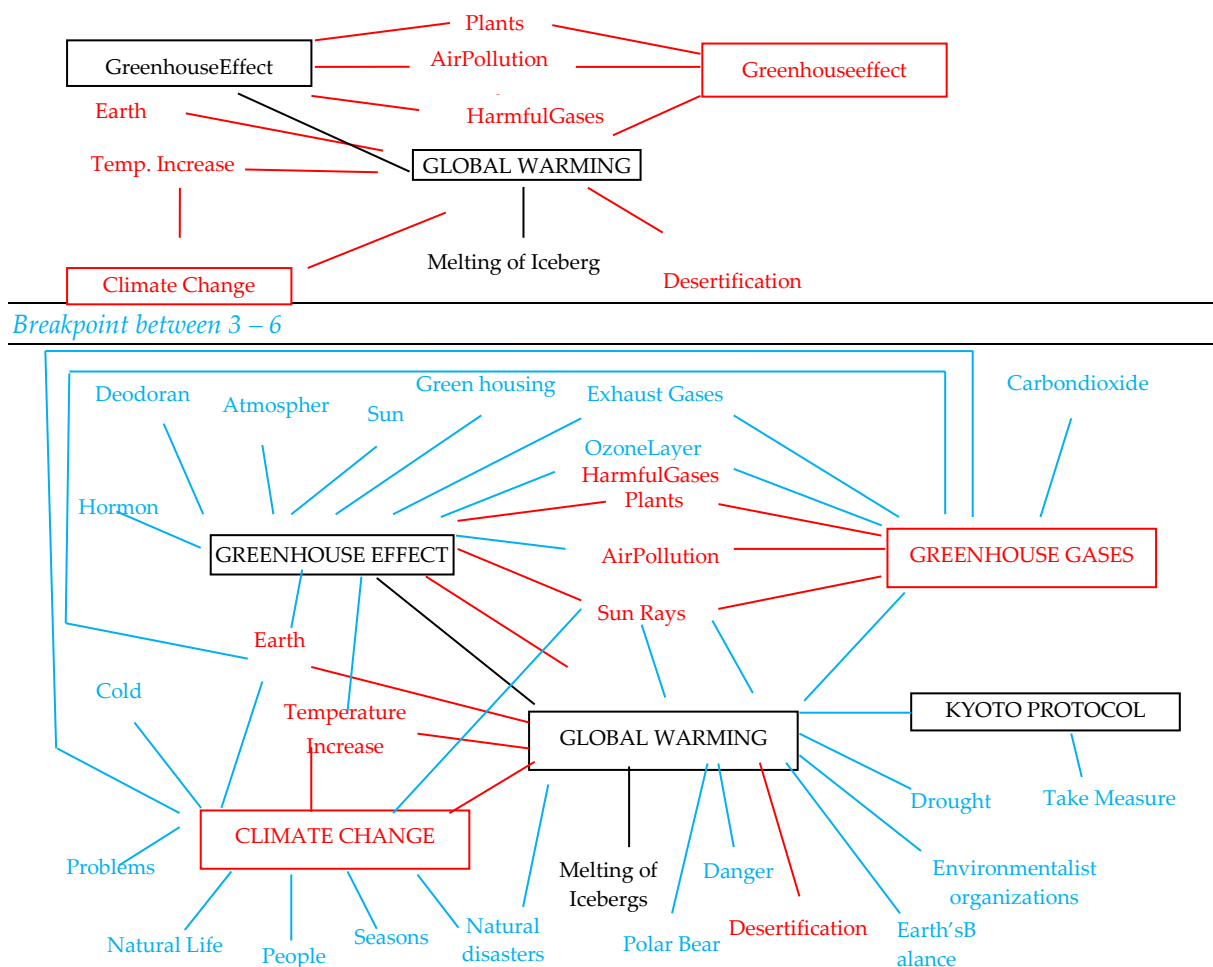 Plants
GreenhouseEffect
AirPollution
Greenhouseeffect
Earth
HarmfulGases
Temp. Increase
GLOBAL WARMING
Melting of Iceberg
Climate Change
Desertification
Breakpoint between 3 – 6
Deodoran
Atmospher
Sun
Green housing
Exhaust Gases
Carbondioxide
OzoneLayer
HarmfulGases
Plants
Hormon
GREENHOUSE EFFECT
AirPollution
GREENHOUSE GASES
Sun Rays
Earth
Cold
Temperature
Increase
GLOBAL WARMING
KYOTO PROTOCOL
Drought
Take Measure
CLIMATE CHANGE
Problems
Melting of
Icebergs
Danger
Environmentalist
organizations
Natural Life
People
Seasons
Natural
disasters
Polar Bear
Desertification
Earth'sB
alance